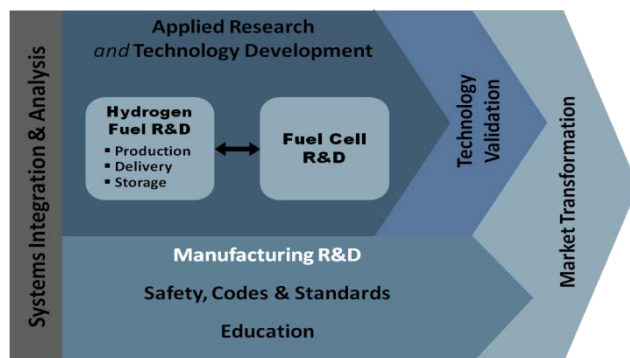 Systems Integration & Analysis
Applied Research
and Technology Development
Hydrogen
Fuel R&D
▪ Production
▪ Delivery
▪ Storage
Fuel Cell
R&D
Technology
Validation
Market Transformation
Manufacturing R&D
Safety, Codes & Standards
Education